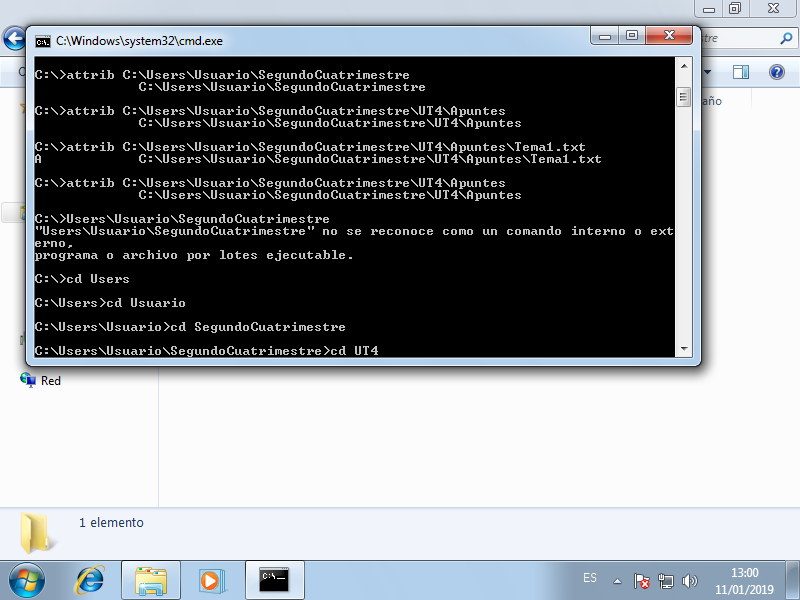 C:\Windows\system32\cmd.exe
C:\>attrib C:\Users\Usuario\SegundoCuatrimestre
C:\Users\Usuario\SegundoCuatrimestre
C:\>attrib C:\Users\Usuario\SegundoCuatrimestre\UT4\Apuntes
C:\Users\Usuario\SegundoCuatrimestre\UT4\Apuntes
C:\>attrib C:\Users\Usuario\SegundoCuatrimestre\UT4\Apuntes\Tema1.txt
A            C:\Users\Usuario\SegundoCuatrimestre\UT4\Apuntes\Tema1.txt
C:\>attrib C:\Users\Usuario\SegundoCuatrimestre\UT4\Apuntes
C:\Users\Usuario\SegundoCuatrimestre\UT4\Apuntes
C:\>Users\Usuario\SegundoCuatrimestre
"Users\Usuario\SegundoCuatrimestre" no se reconoce como un comando interno o ext
erno,
programa o archivo por lotes ejecutable.
C:\>cd Users
C:\Users>cd Usuario
C:\Users\Usuario>cd SegundoCuatrimestre
C:\Users\Usuario\SegundoCuatrimestre>cd UT4
Red
1 elemento
ES
13:00
11/01/2019